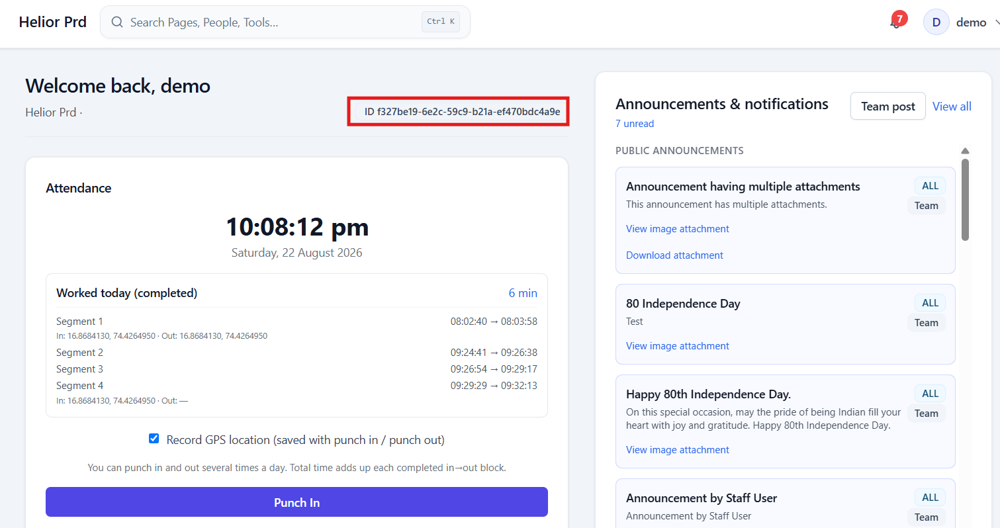 Helior Prd
Search Pages, People, Tools...
Ctrl K
7
D
demo
Welcome back, demo
Helior Prd ·
ID f327be19-6e2c-59c9-b21a-ef470bdc4a9e
Attendance
10:08:12 pm
Saturday, 22 August 2026
Worked today (completed) 6 min
Segment 1 08:02:40 → 08:03:58
In: 16.8684130, 74.4264950 · Out: 16.8684130, 74.4264950
Segment 2 09:24:41 → 09:26:38
Segment 3 09:26:54 → 09:29:17
Segment 4 09:29:29 → 09:32:13
In: 16.8684130, 74.4264950 · Out: —
Record GPS location (saved with punch in / punch out)
You can punch in and out several times a day. Total time adds up each completed in→out block.
Punch In
Announcements & notifications
Team post
View all
7 unread
PUBLIC ANNOUNCEMENTS
Announcement having multiple attachments
ALL
This announcement has multiple attachments.
Team
View image attachment
Download attachment
80 Independence Day
ALL
Test
Team
View image attachment
Happy 80th Independence Day.
ALL
On this special occasion, may the pride of being Indian fill your
Team
heart with joy and gratitude. Happy 80th Independence Day.
View image attachment
Announcement by Staff User
ALL
Announcement by Staff User
Team